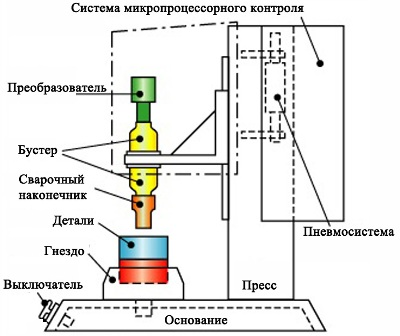 Система микропроцессорного контроля
Преобразователь
Бустер
Сварочный
наконечник
Детали
Гнездо
Пневмосистема
Выключатель
Пресс
Основание